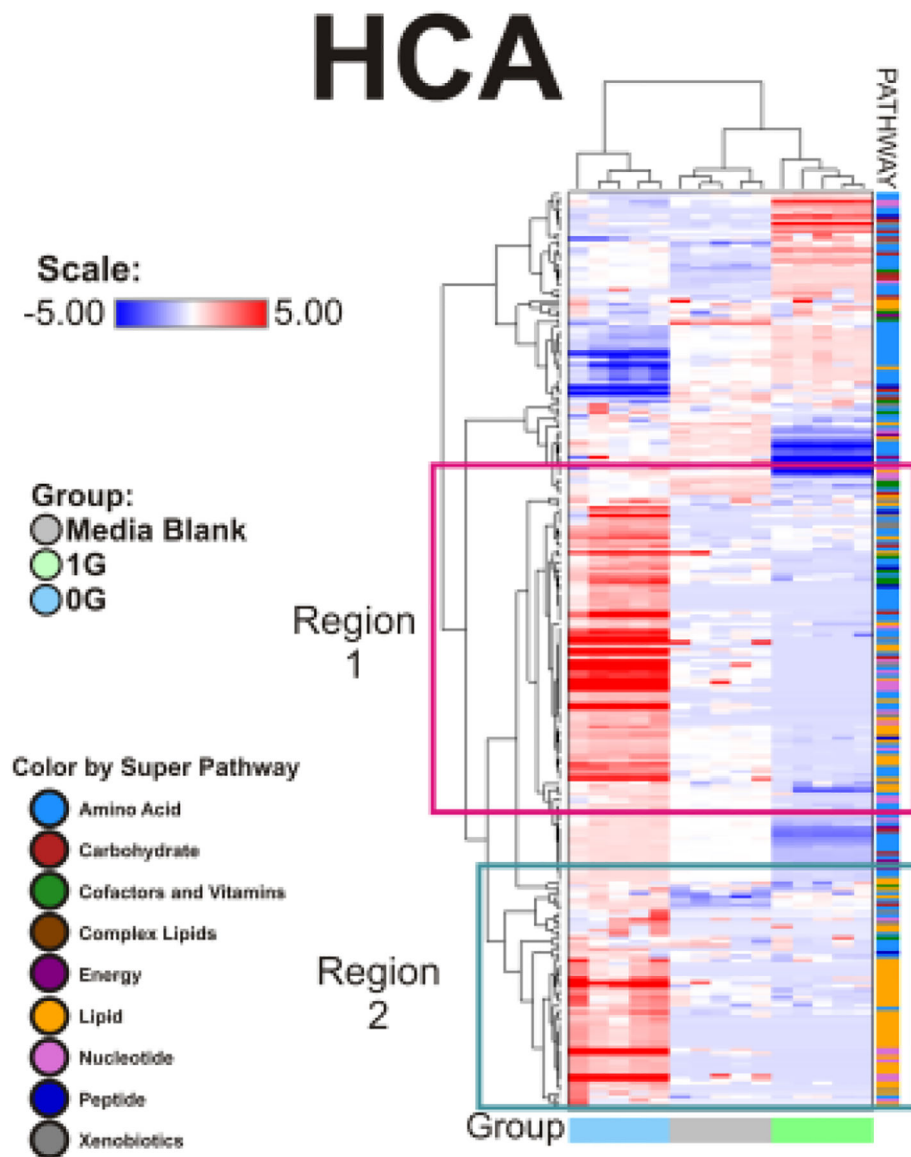 HCA
PATHWAY
Scale:
-5.00 5.00
Group:
Media Blank
1G
0G
Region
1
Color by Super Pathway
Amino Acid
Carbohydrate
Cofactors and Vitamins
Complex Lipids
Energy
Lipid
Nucleotide
Peptide
Xenobiotics
Region
2
Group